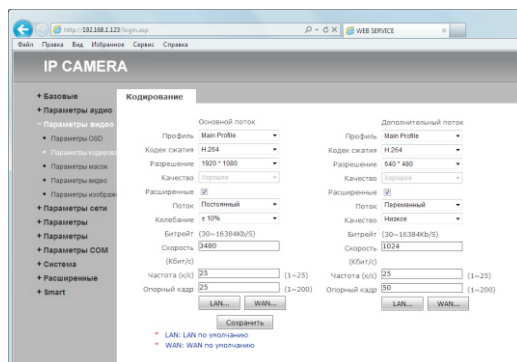 http://192.168.1.123/login.asp
WEB SERVICE
Файл Правка Вид Избранное Сервис Справка
IP CAMERA
+ Базовые
+ Параметры аудио
− Параметры видео
• Параметры OSD
• Параметры кодиров
• Параметры масок
• Параметры видео
• Параметры изображ
+ Параметры сети
+ Параметры
+ Параметры
+ Параметры COM
+ Система
+ Расширенные
+ Smart
Кодирование
Основной поток
Профиль Main Profile
Кодек сжатия H.264
Разрешение 1920 * 1080
Качество Хорошее
Расширенные
Поток Постоянный
Колебание ± 10%
Битрейт (30~16384Kb/S)
Скорость 3480
(Кбит/с)
Частота (к/с) 25 (1~25)
Опорный кадр 25 (1~200)
LAN... WAN...
Дополнительный поток
Профиль Main Profile
Кодек сжатия H.264
Разрешение 640 * 480
Качество Хорошее
Расширенные
Поток Переменный
Качество Низкое
Битрейт (30~16384Kb/S)
Скорость 1024
(Кбит/с)
Частота (к/с) 25 (1~25)
Опорный кадр 50 (1~200)
LAN... WAN...
Сохранить
* LAN: LAN по умолчанию
* WAN: WAN по умолчанию